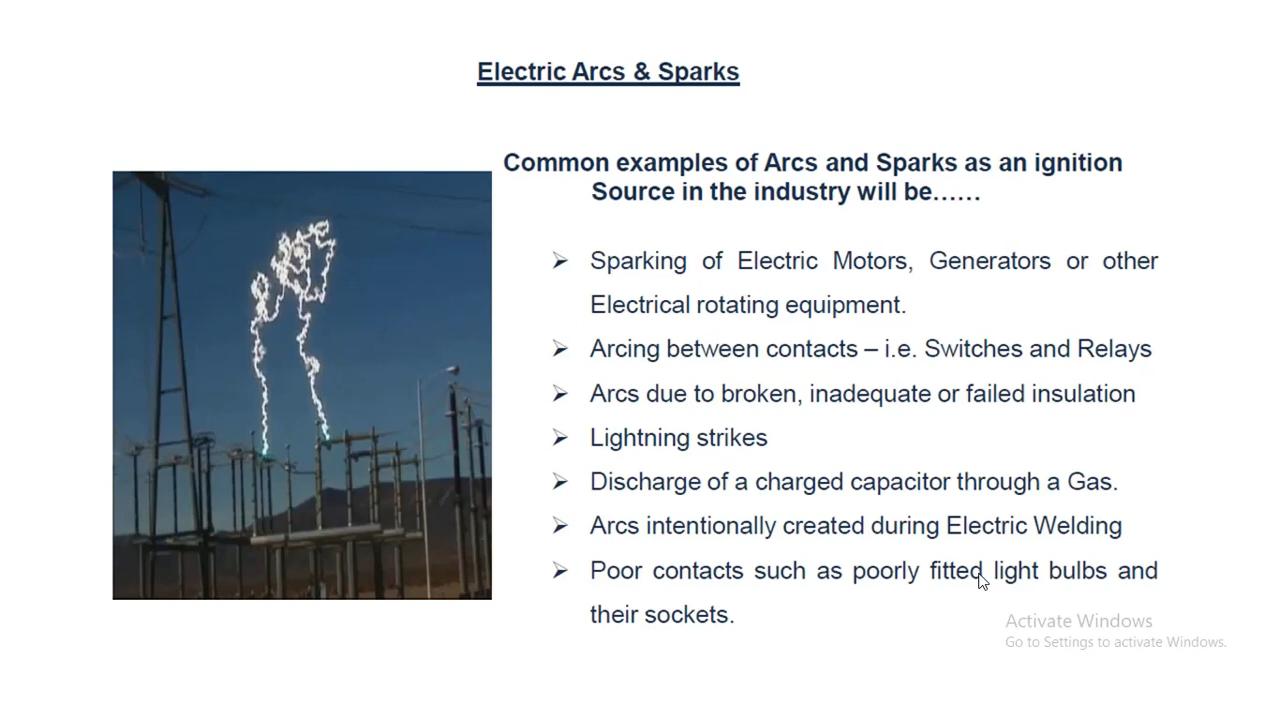 Electric Arcs & Sparks
Common examples of Arcs and Sparks as an ignition
Source in the industry will be……
Sparking of Electric Motors, Generators or other
Electrical rotating equipment.
Arcing between contacts – i.e. Switches and Relays
Arcs due to broken, inadequate or failed insulation
Lightning strikes
Discharge of a charged capacitor through a Gas.
Arcs intentionally created during Electric Welding
Poor contacts such as poorly fitted light bulbs and
their sockets.
Activate Windows
Go to Settings to activate Windows.